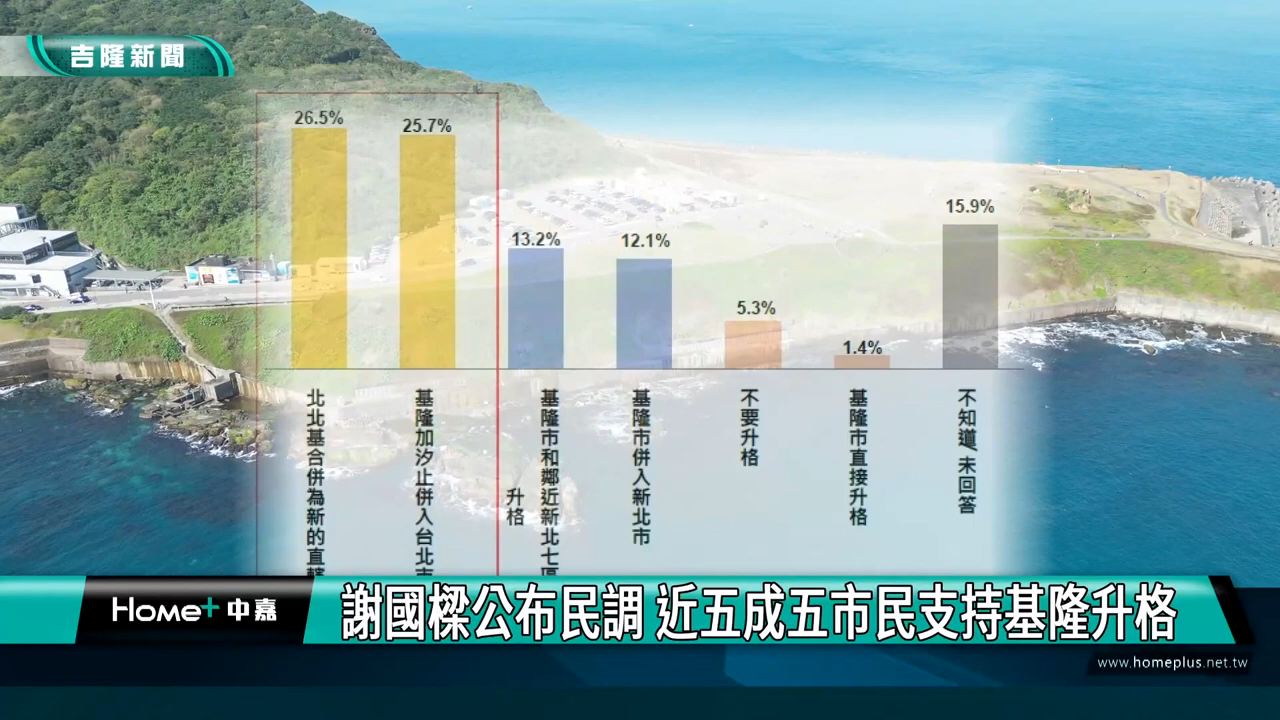 吉隆新聞
26.5%
25.7%
13.2%
12.1%
5.3%
1.4%
15.9%
北北基合併為新的直轄
基隆加汐止併入台北市
基隆市和鄰近新北七區
升格
基隆市併入新北市
不要升格
基隆市直接升格
不知道/未回答
Home+ 中嘉
謝國樑公布民調 近五成五市民支持基隆升格
www.homeplus.net.tw